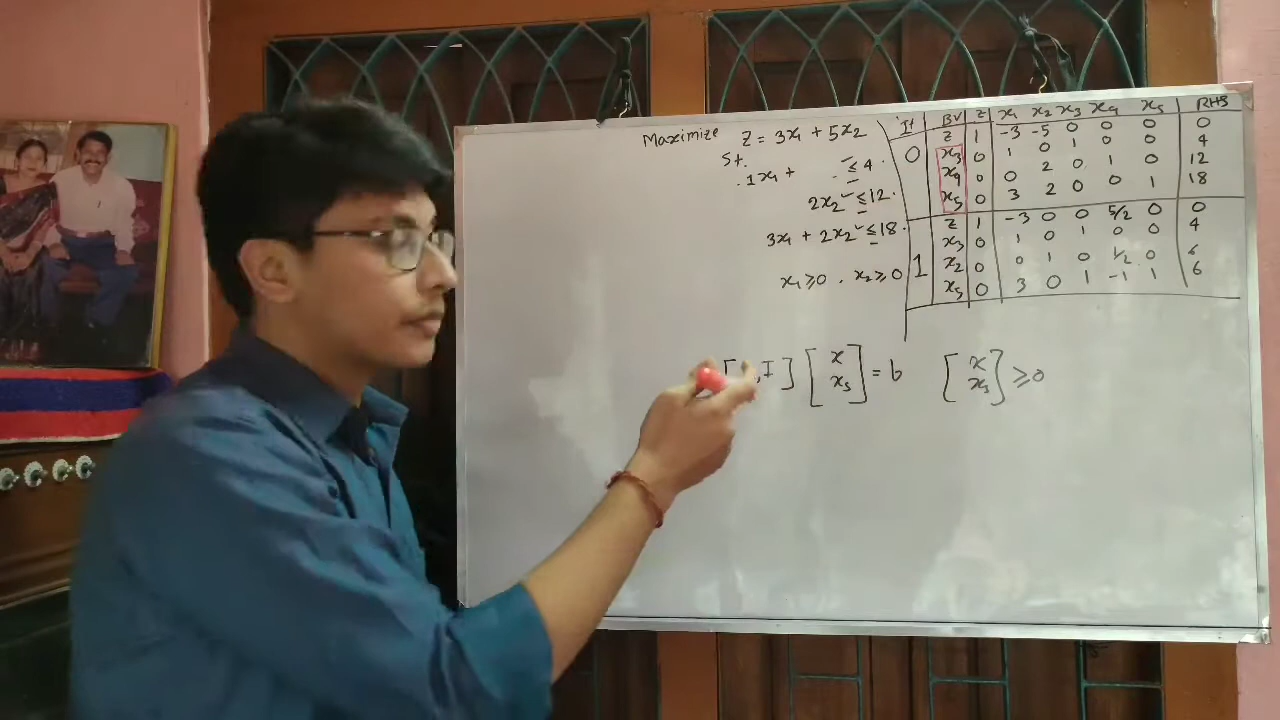 Maximize Z = 3x₁ + 5x₂
St.
1x₁ + ≤ 4
2x₂ ≤ 12
3x₁ + 2x₂ ≤ 18
x₁ ≥ 0 . x₂ ≥ 0
It BV Z x₁ x₂ x₃ x₄ x₅ RHS
0 Z 1 -3 -5 0 0 0 0
x₃ 0 1 0 1 0 0 4
x₄ 0 0 2 0 1 0 12
x₅ 0 3 2 0 0 1 18
1 Z 1 -3 0 0 5/2 0 0
x₃ 0 1 0 1 0 0 4
x₂ 0 0 1 0 1/2 0 6
x₅ 0 3 0 1 -1 1 6
, I ] [ x xₛ ] = b [ x xₛ ] ≥ 0